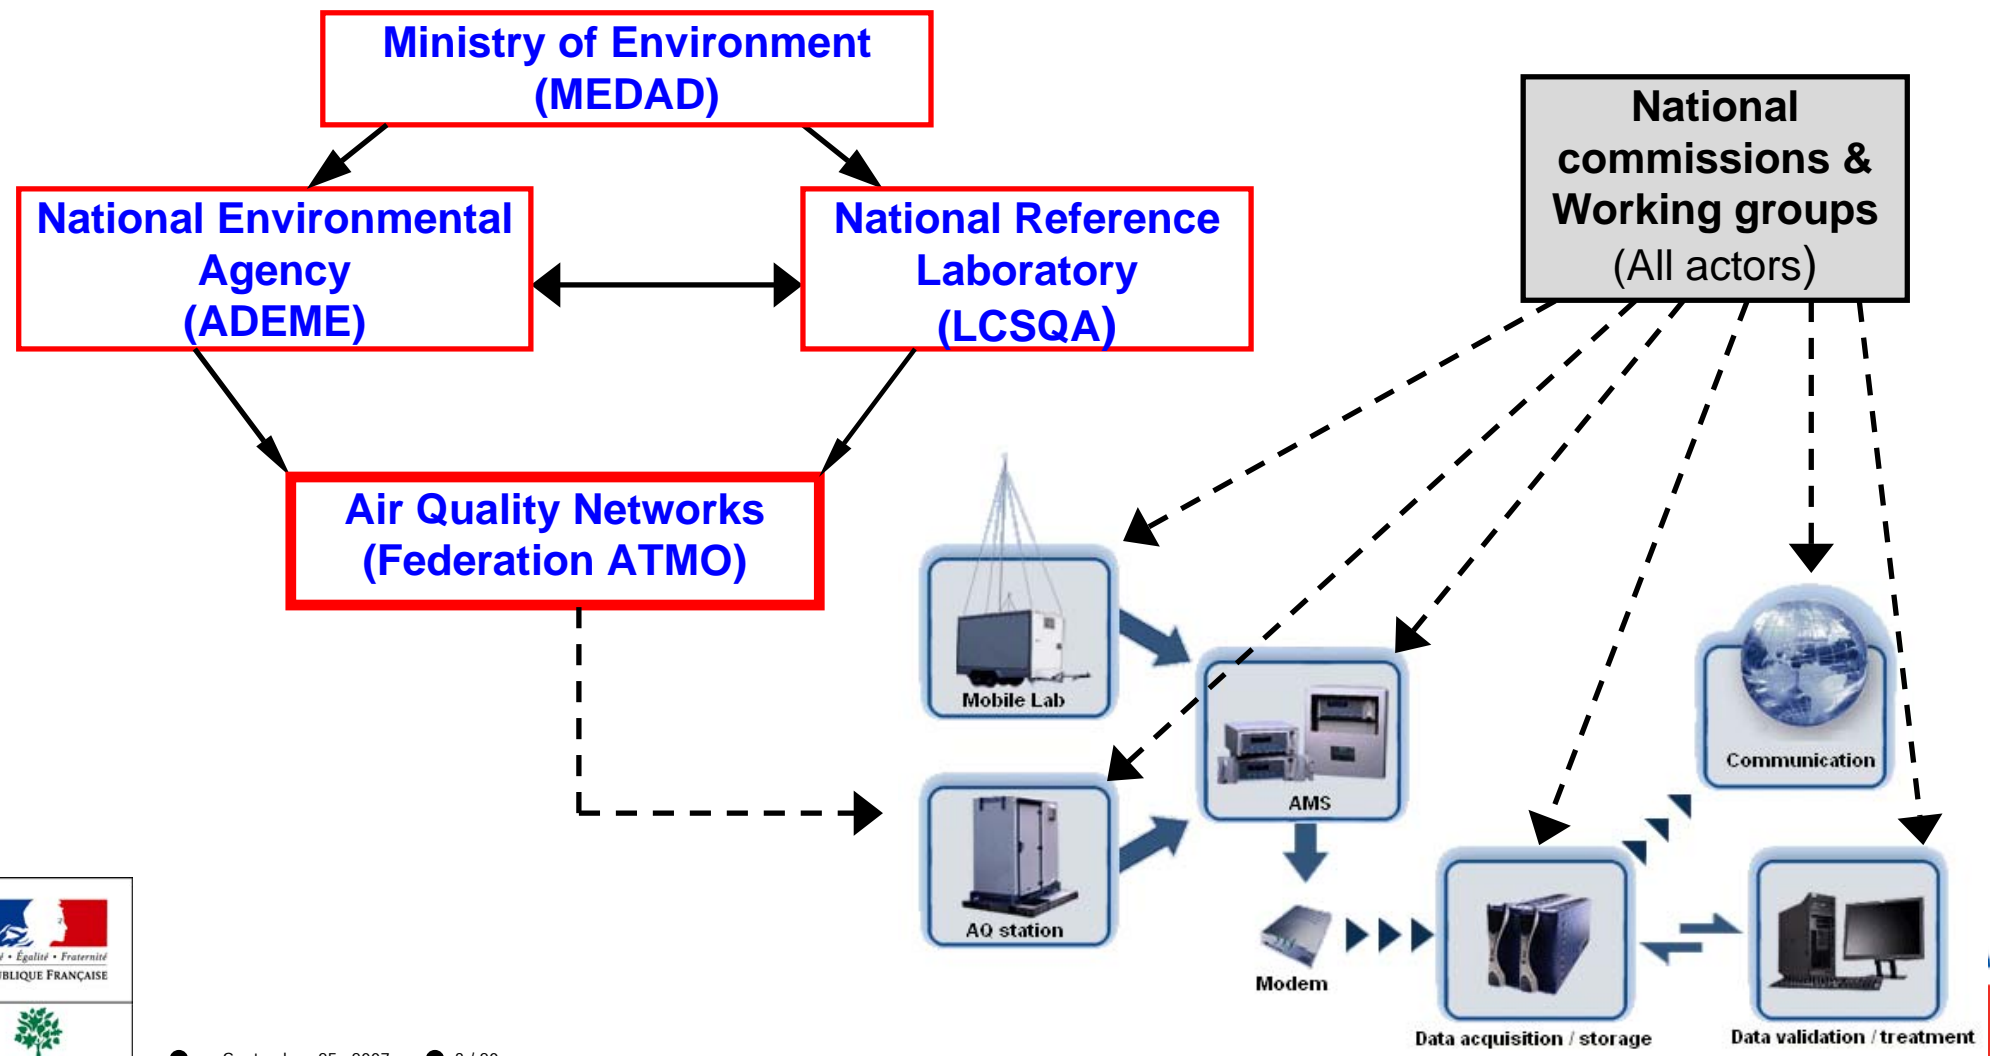 Ministry of Environment
(MEDAD)
National Environmental
Agency
(ADEME)
National Reference
Laboratory
(LCSQA)
Air Quality Networks
(Federation ATMO)
National
commissions &
Working groups
(All actors)
Mobile Lab
AMS
Communication
AQ station
Modem
Data acquisition / storage
Data validation / treatment
• Égalité • Fraternité
FRANÇAISE